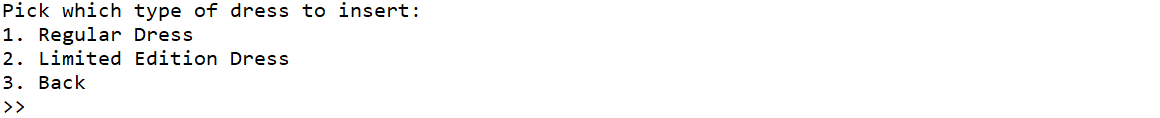 Pick which type of dress to insert:
1. Regular Dress
2. Limited Edition Dress
3. Back
>>